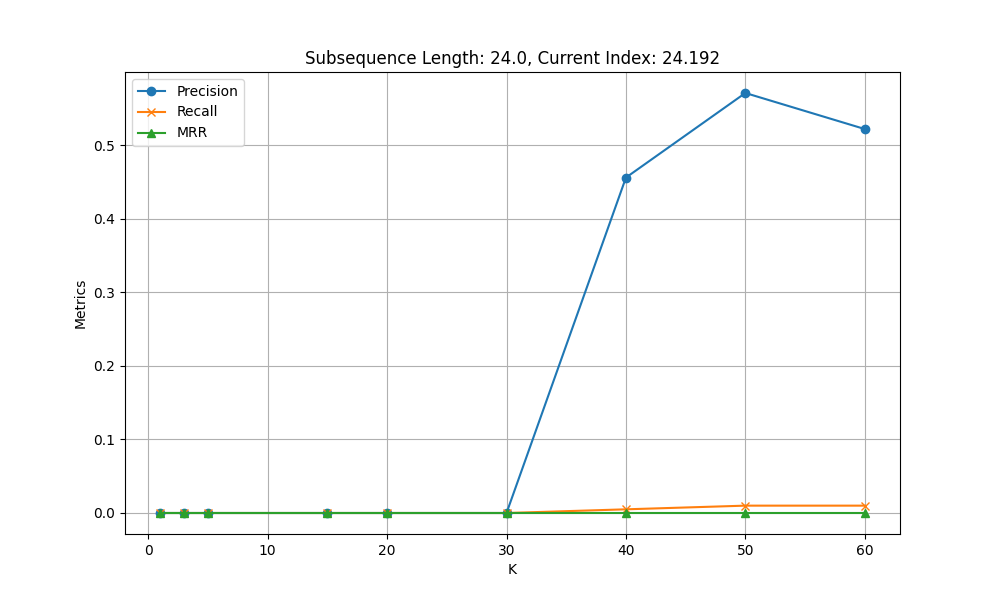 Subsequence Length: 24.0, Current Index: 24.192
Precision
Recall
MRR
Metrics
0.5
0.4
0.3
0.2
0.1
0.0
0 10 20 30 40 50 60
K